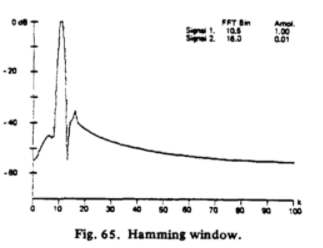 0 dB
FFT Bin Ampl.
Signal 1. 10.5 1.00
Signal 2. 16.0 0.01
-20
-40
-60
0 10 20 30 40 50 60 70 80 90 100 k
Fig. 65. Hamming window.